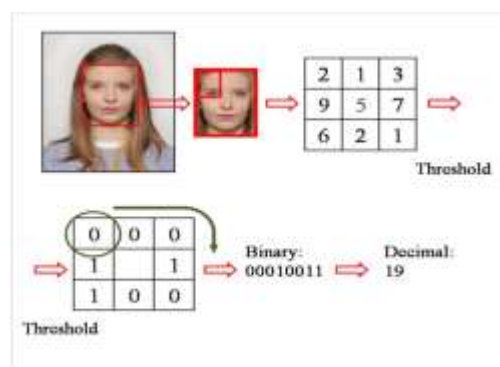 2 1 3
9 5 7
6 2 1
Threshold
0 0 0
1 1
1 0 0
Binary:
00010011
Decimal:
19
Threshold